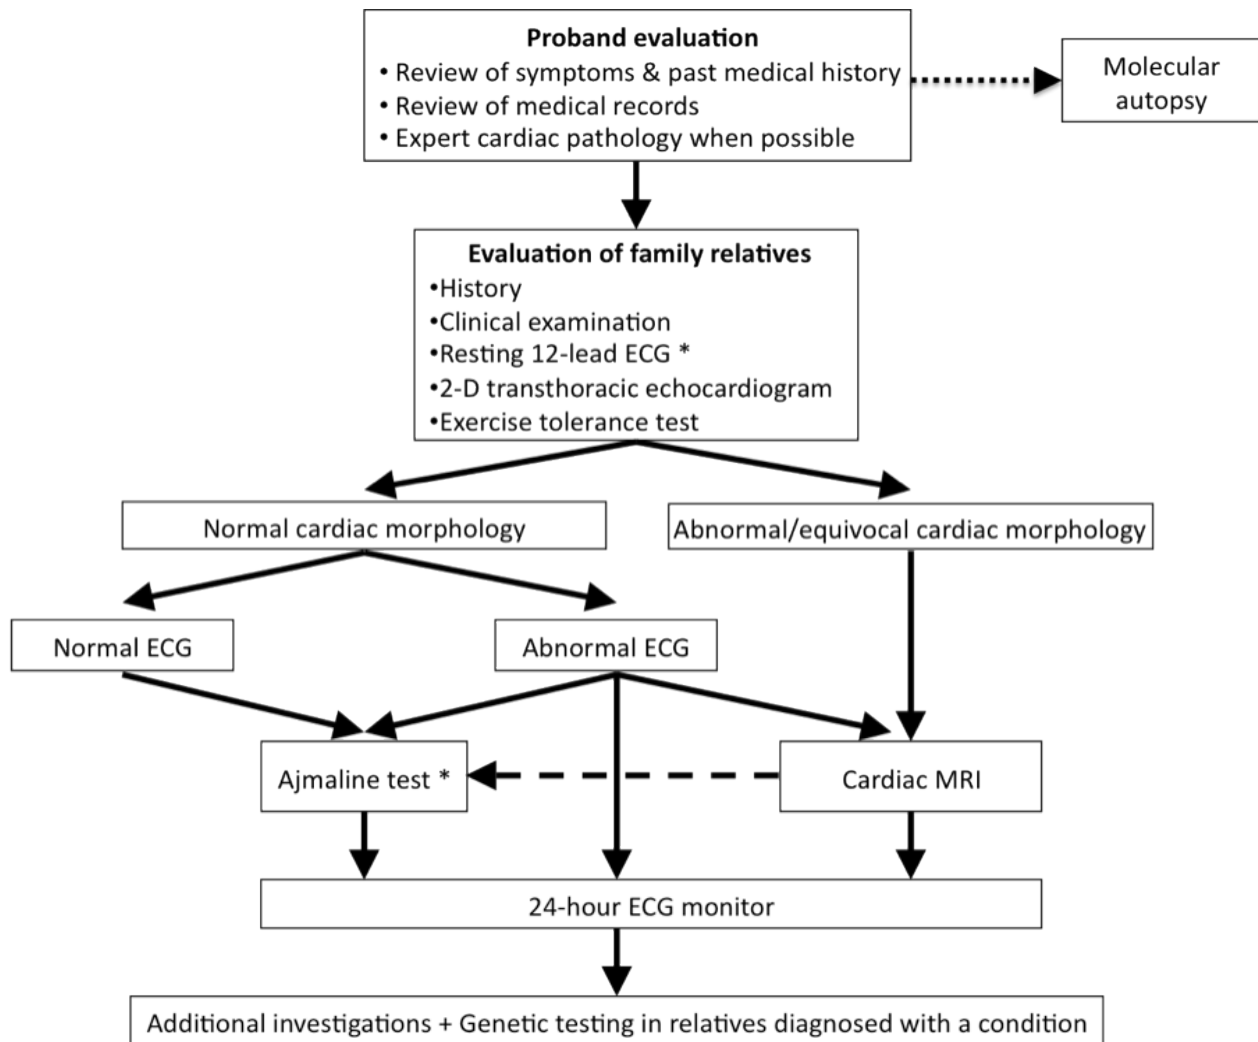 Proband evaluation
• Review of symptoms & past medical history
• Review of medical records
• Expert cardiac pathology when possible
Molecular
autopsy
Evaluation of family relatives
•History
•Clinical examination
•Resting 12-lead ECG *
•2-D transthoracic echocardiogram
•Exercise tolerance test
Normal cardiac morphology
Abnormal/equivocal cardiac morphology
Normal ECG
Abnormal ECG
Ajmaline test *
Cardiac MRI
24-hour ECG monitor
Additional investigations + Genetic testing in relatives diagnosed with a condition